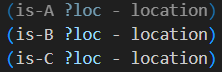 (is-A ?loc - location)
(is-B ?loc - location)
(is-C ?loc - location)